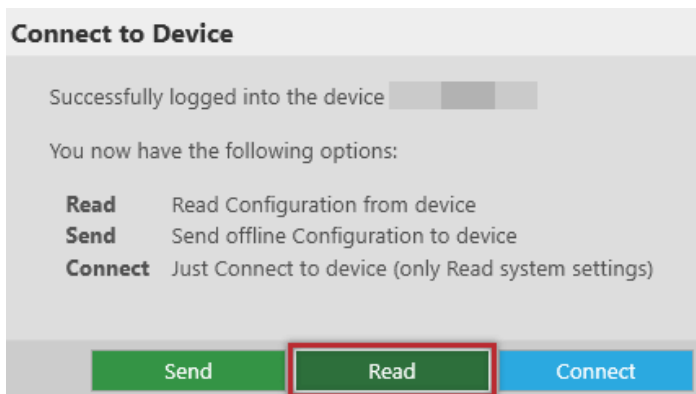 Connect to Device
Successfully logged into the device
You now have the following options:
Read Read Configuration from device
Send Send offline Configuration to device
Connect Just Connect to device (only Read system settings)
Send Read Connect